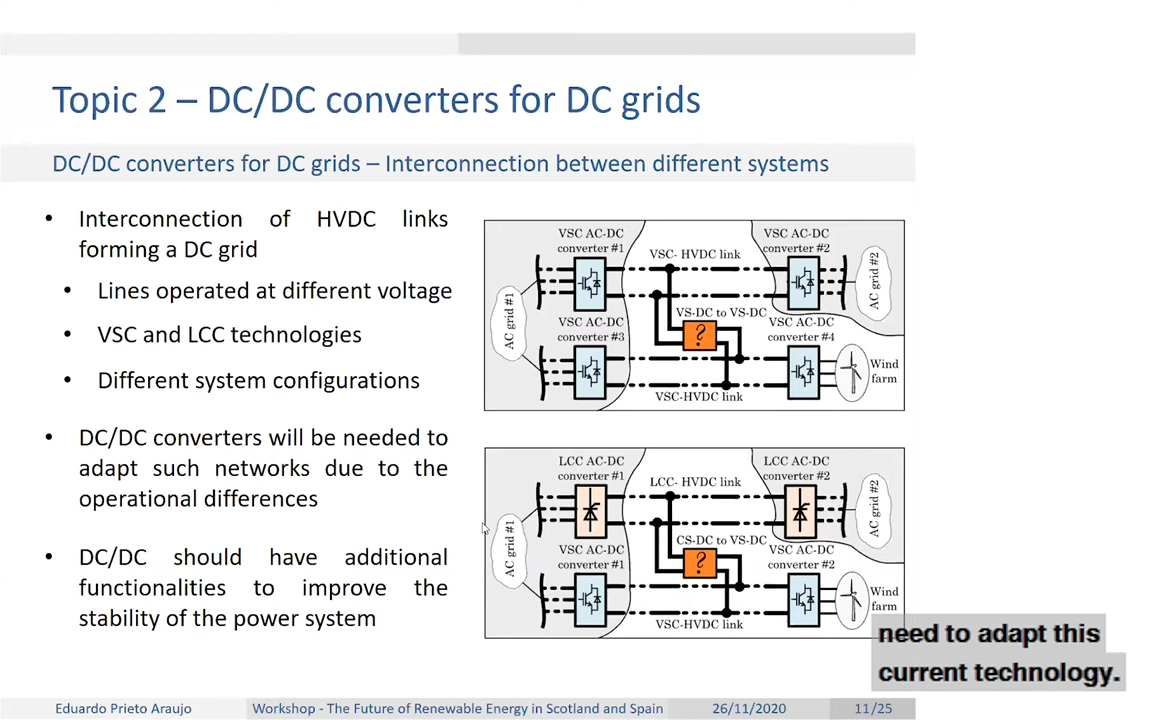 Topic 2 – DC/DC converters for DC grids
DC/DC converters for DC grids – Interconnection between different systems
• Interconnection of HVDC links
forming a DC grid
• Lines operated at different voltage
• VSC and LCC technologies
• Different system configurations
• DC/DC converters will be needed to
adapt such networks due to the
operational differences
• DC/DC should have additional
functionalities to improve the
stability of the power system
VSC AC-DC
converter #1
VSC- HVDC link
VSC AC-DC
converter #2
AC grid #1
AC grid #2
VS-DC to VS-DC
?
VSC AC-DC
converter #3
VSC AC-DC
converter #4
Wind
farm
VSC-HVDC link
LCC AC-DC
converter #1
LCC- HVDC link
LCC AC-DC
converter #2
AC grid #1
AC grid #2
CS-DC to VS-DC
?
VSC AC-DC
converter #1
VSC AC-DC
converter #2
Wind
farm
VSC-HVDC link
need to adapt this
current technology.
Eduardo Prieto Araujo
Workshop - The Future of Renewable Energy in Scotland and Spain
26/11/2020
11/25